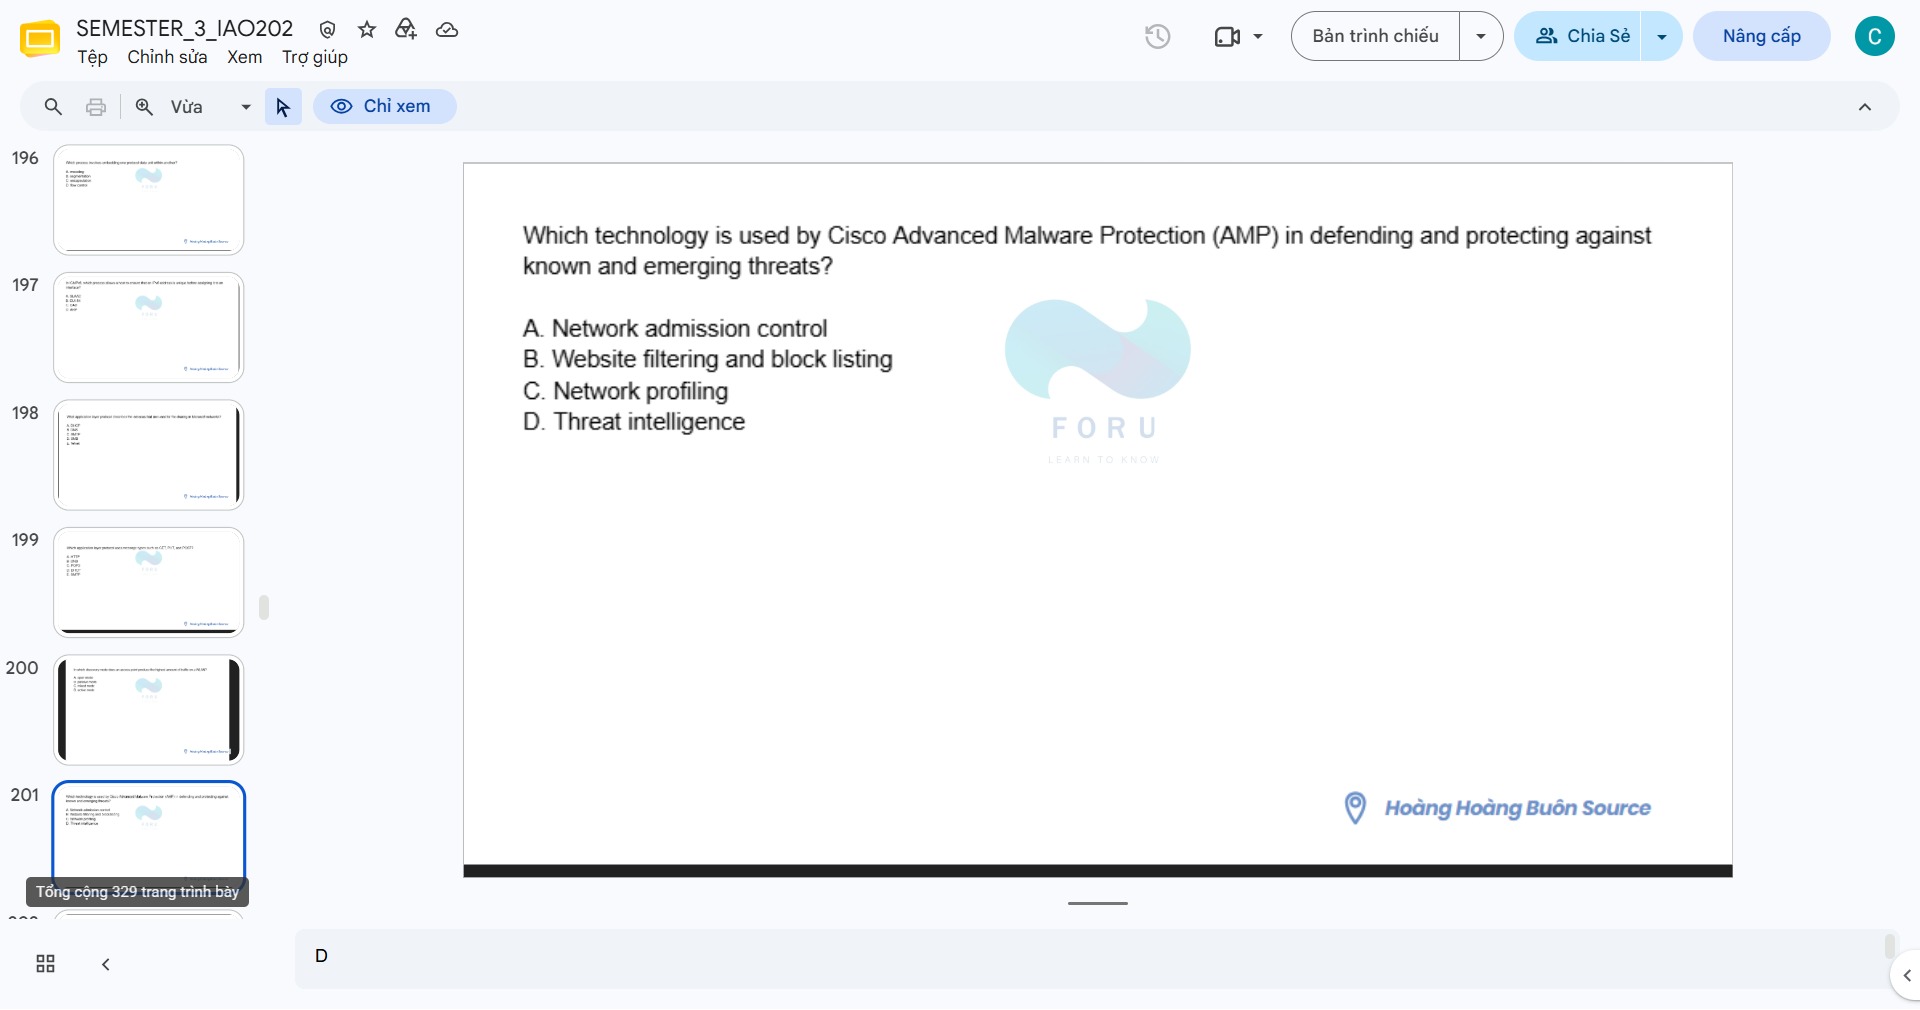 SEMESTER_3_IAO202
Tệp Chỉnh sửa Xem Trợ giúp
Bản trình chiếu
Chia Sẻ
Nâng cấp
C
Vừa
Chỉ xem
196
197
198
199
200
201
Tổng cộng 329 trang trình bày
Which technology is used by Cisco Advanced Malware Protection (AMP) in defending and protecting against
known and emerging threats?
A. Network admission control
B. Website filtering and block listing
C. Network profiling
D. Threat intelligence
FORU
LEARN TO KNOW
Hoàng Hoàng Buôn Source
D